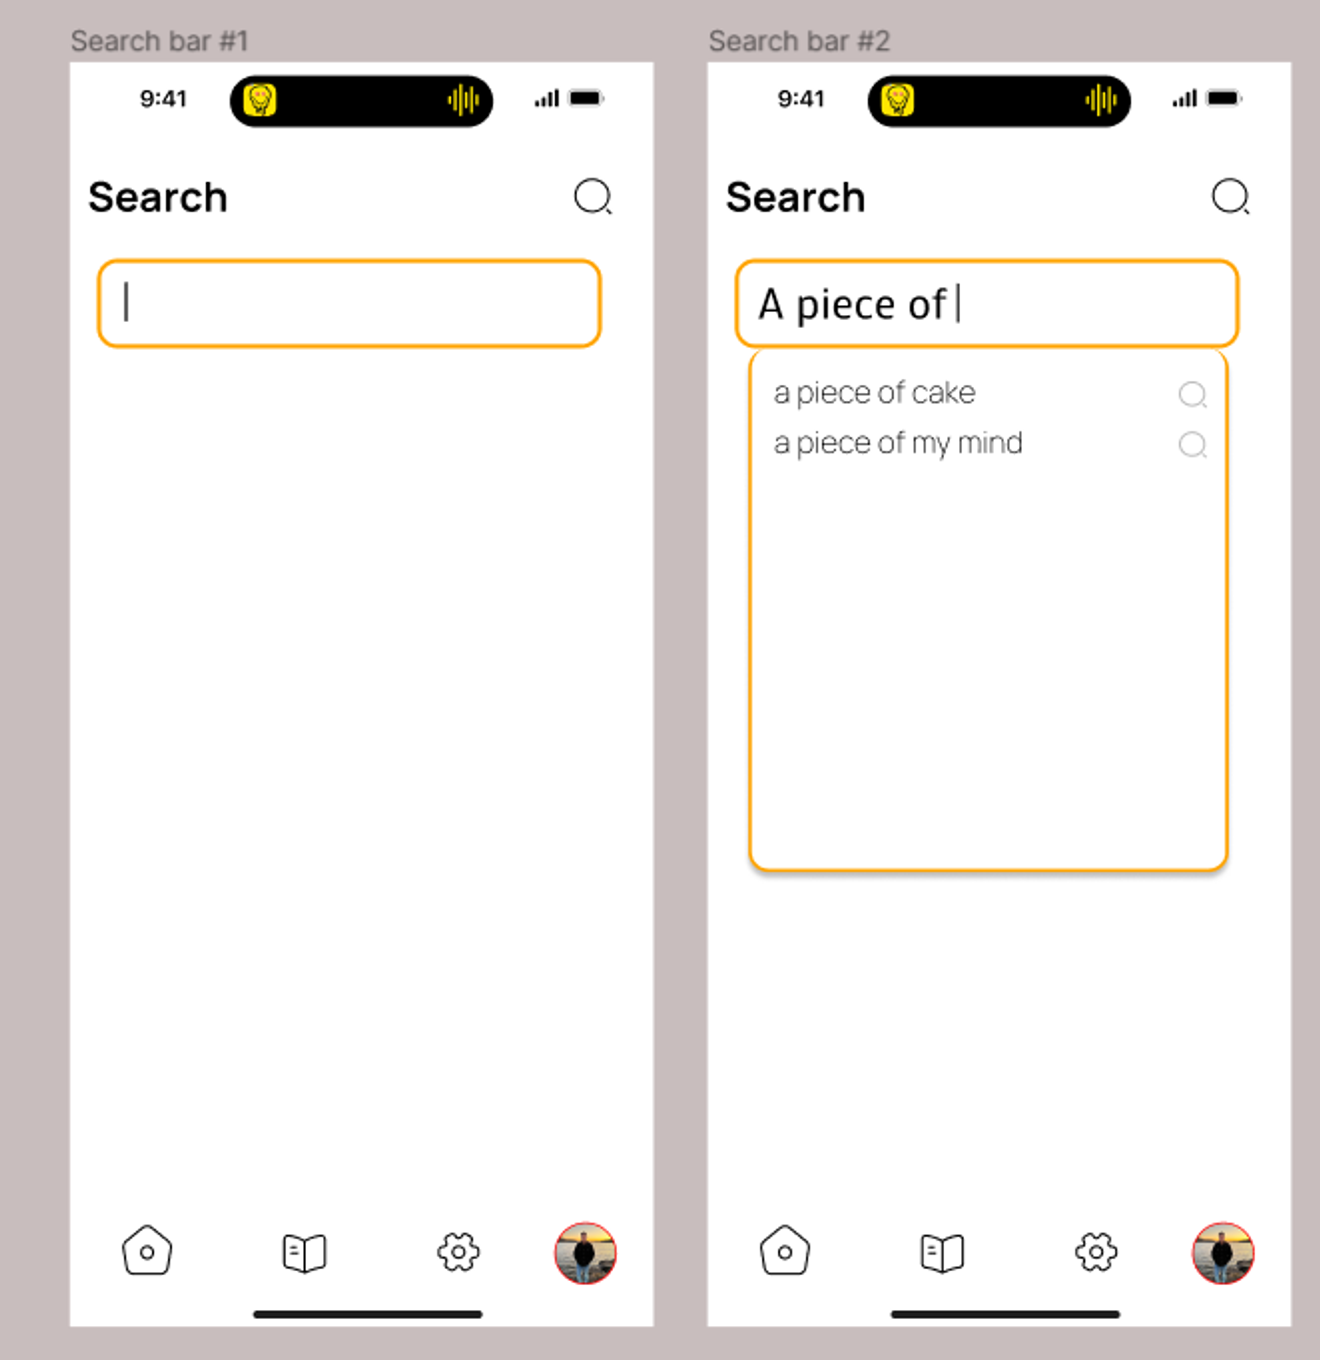 Search bar #1
9:41
Search
Search bar #2
9:41
Search
A piece of
a piece of cake
a piece of my mind